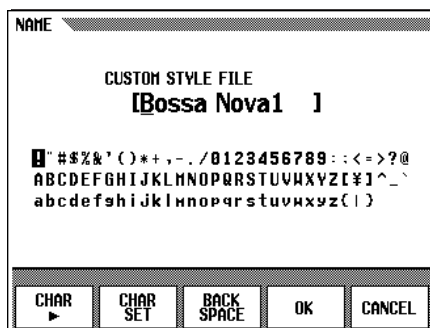 NAME
CUSTOM STYLE FILE
[Bossa Nova1 ]
!"#$%&'()*+,-./0123456789:;<=>?@
ABCDEFGHIJKLMNOPQRSTUVWXYZ[¥]^_`
abcdefghijklmnopqrstuvwxyz{|}
CHAR ▶
CHAR SET
BACK SPACE
OK
CANCEL